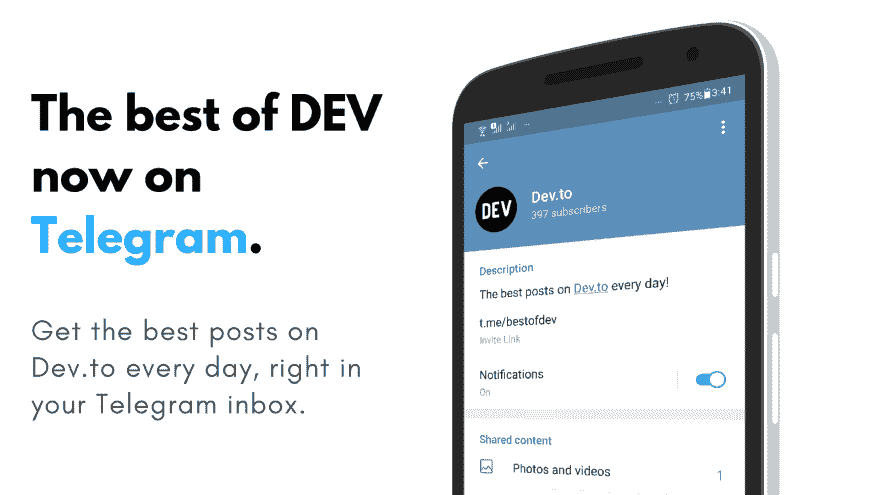 The best of DEV
now on
Telegram.
Get the best posts on
Dev.to every day, right in
your Telegram inbox.
75% 3:41
DEV
Dev.to
397 subscribers
Description
The best posts on Dev.to every day!
t.me/bestofdev
Invite Link
Notifications
On
Shared content
Photos and videos 1